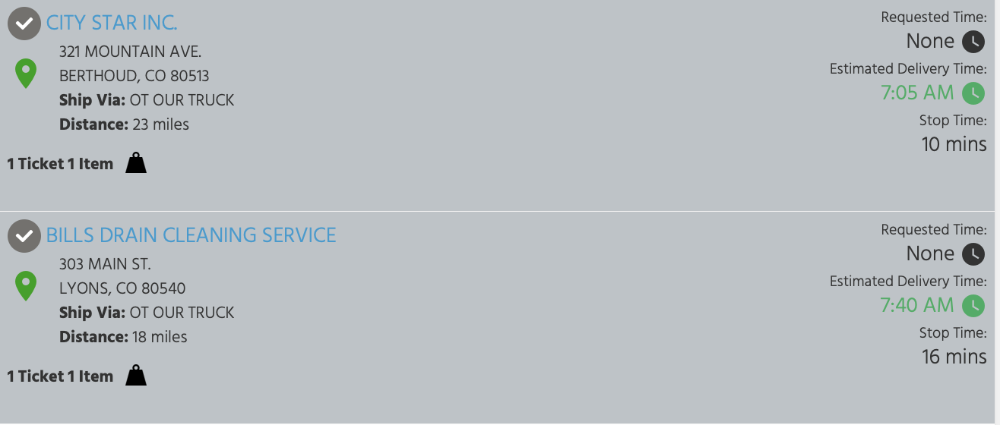 CITY STAR INC.
321 MOUNTAIN AVE.
BERTHOUD, CO 80513
Ship Via: OT OUR TRUCK
Distance: 23 miles
1 Ticket 1 Item
Requested Time:
None
Estimated Delivery Time:
7:05 AM
Stop Time:
10 mins
BILLS DRAIN CLEANING SERVICE
303 MAIN ST.
LYONS, CO 80540
Ship Via: OT OUR TRUCK
Distance: 18 miles
1 Ticket 1 Item
Requested Time:
None
Estimated Delivery Time:
7:40 AM
Stop Time:
16 mins